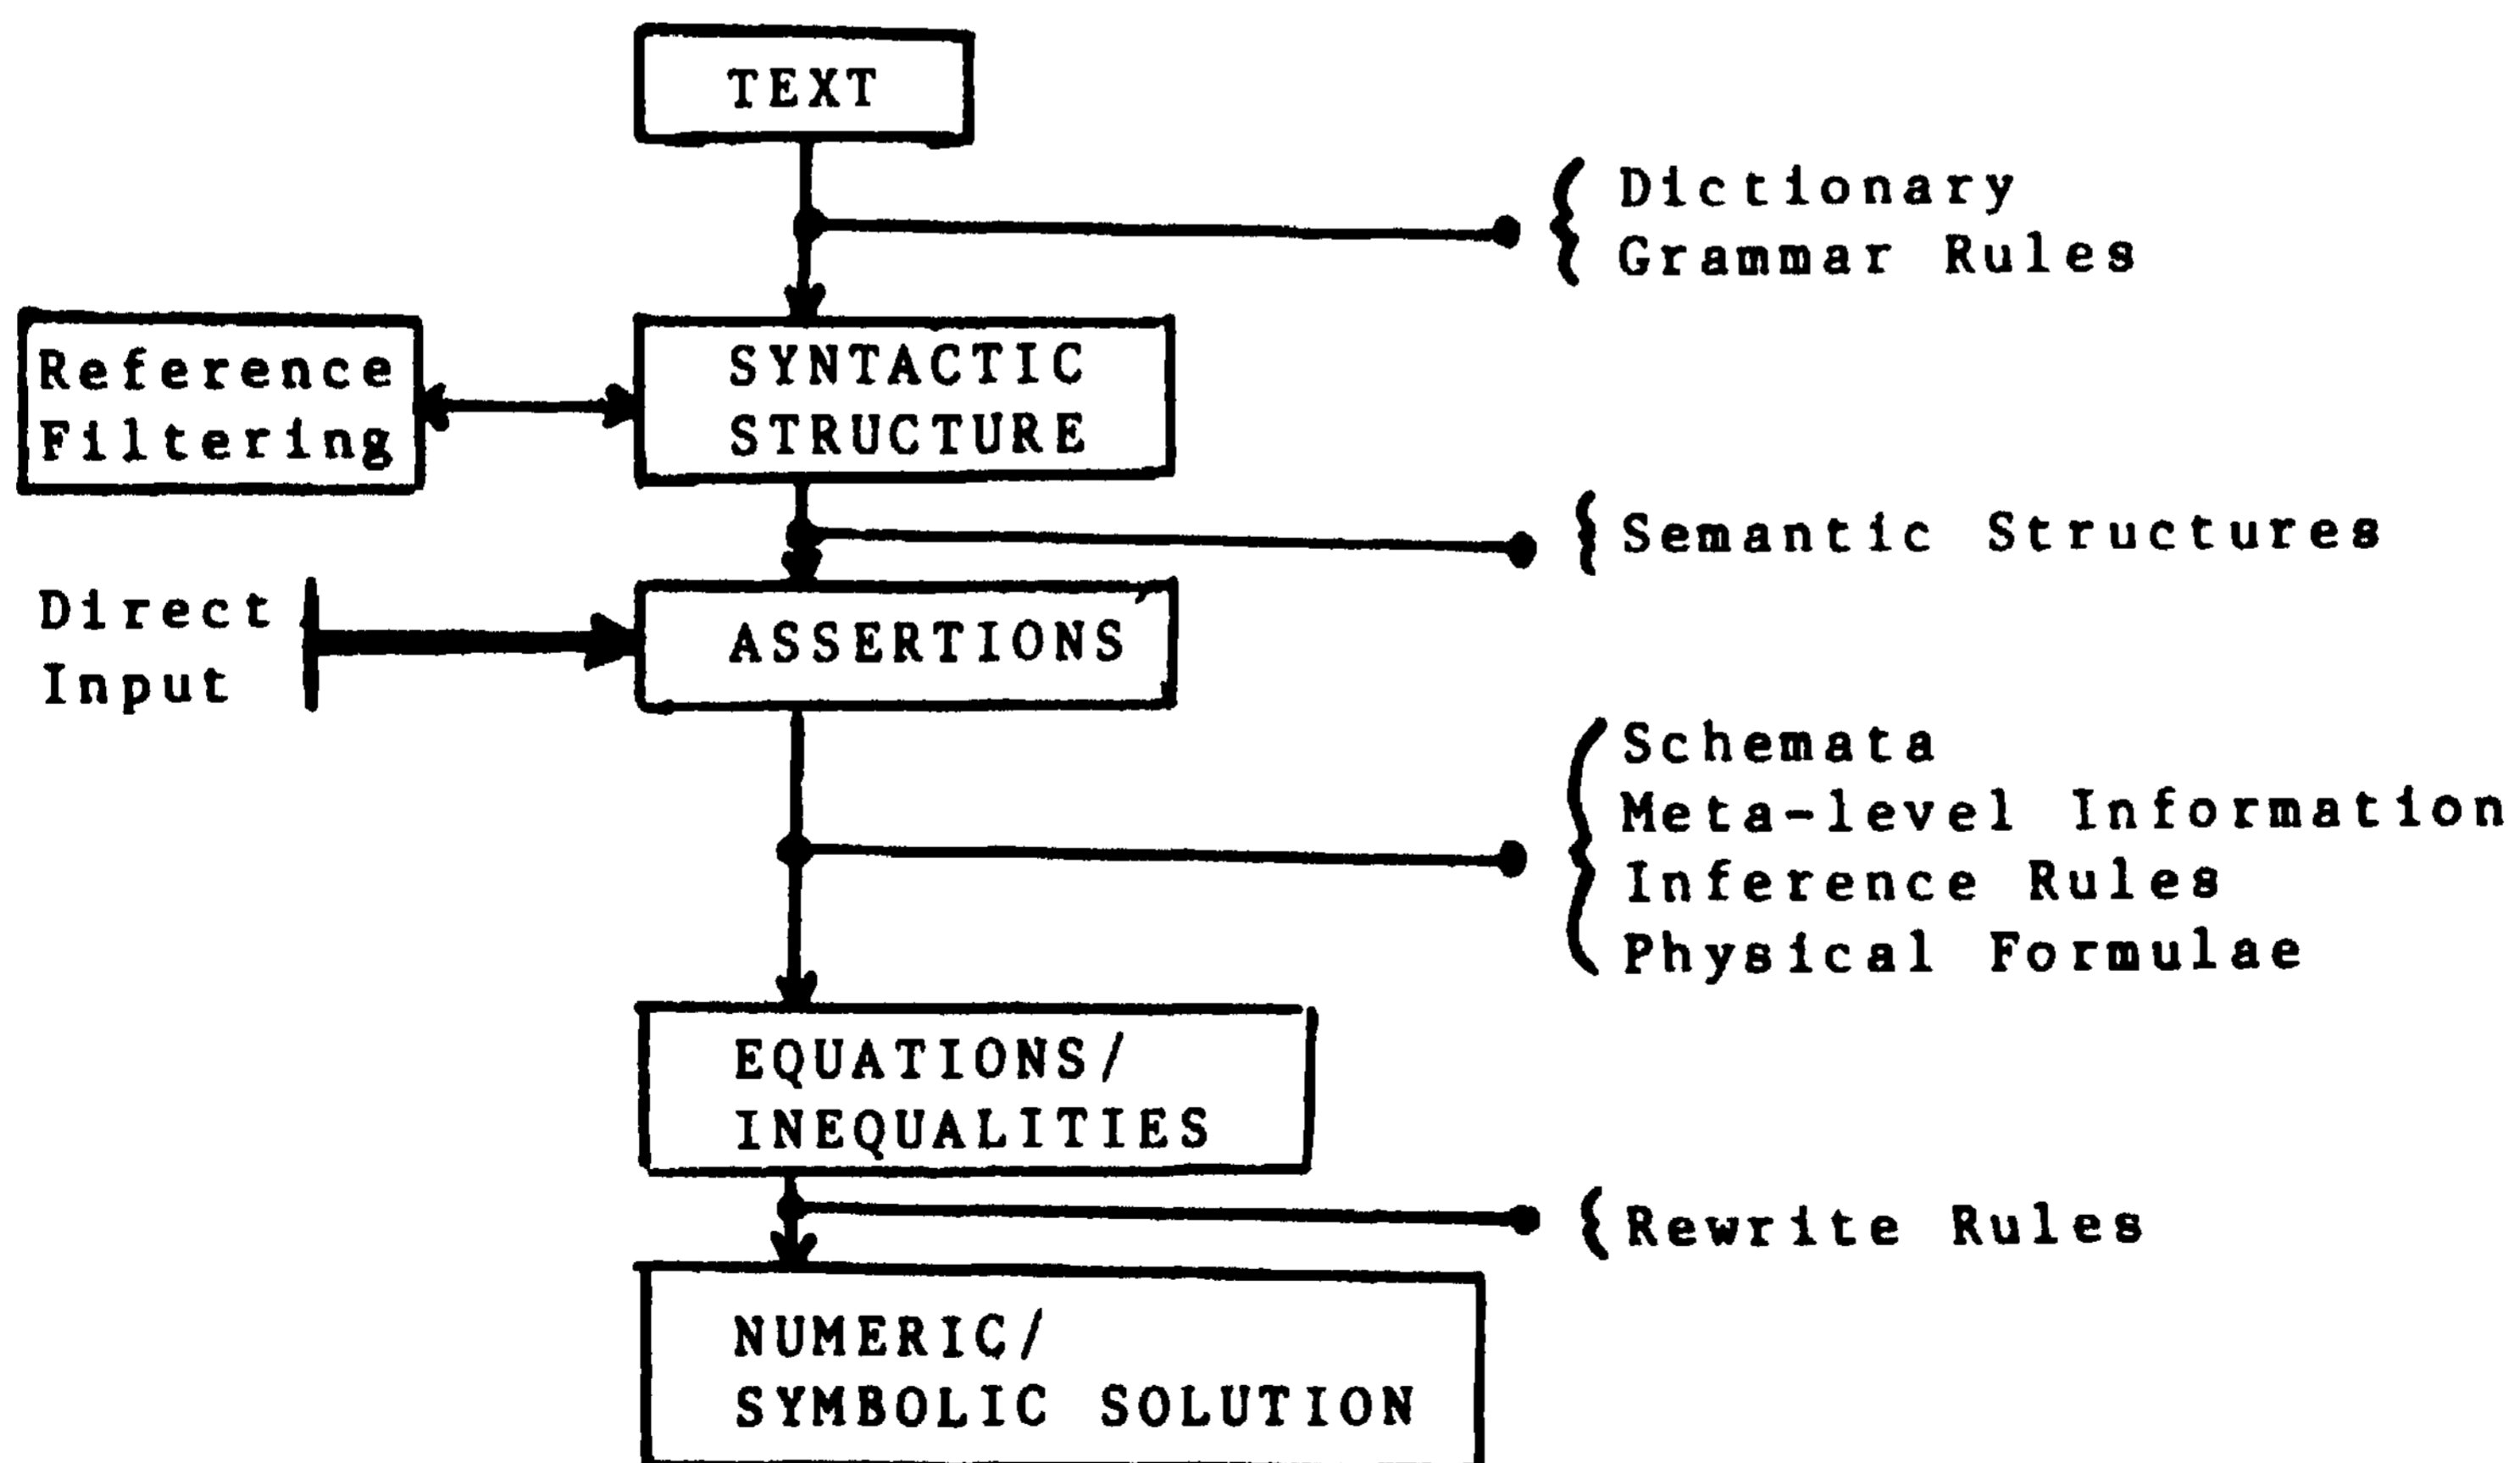 TEXT
Dictionary
Grammar Rules
Reference
Filtering
SYNTACTIC
STRUCTURE
Semantic Structures
Direct
Input
ASSERTIONS
Schemata
Meta-level Information
Inference Rules
Physical Formulae
EQUATIONS/
INEQUALITIES
Rewrite Rules
NUMERIC/
SYMBOLIC SOLUTION